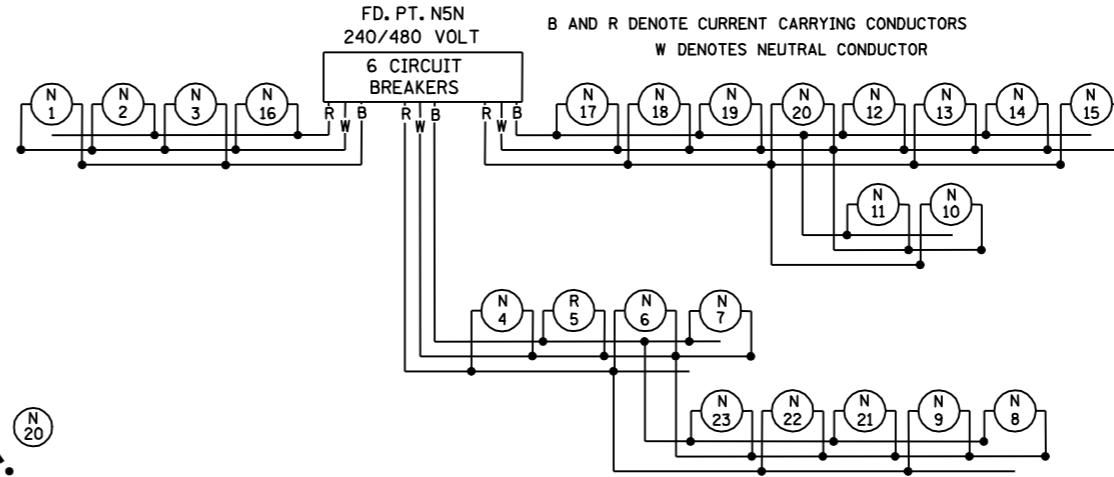 FD. PT. N5N
240/480 VOLT
B AND R DENOTE CURRENT CARRYING CONDUCTORS
W DENOTES NEUTRAL CONDUCTOR
6 CIRCUIT
BREAKERS
N
1
N
2
N
3
N
16
R W B
R W B
R W B
N
17
N
18
N
19
N
20
N
12
N
13
N
14
N
15
N
11
N
10
N
4
R
5
N
6
N
7
N
23
N
22
N
21
N
9
N
8
N
20